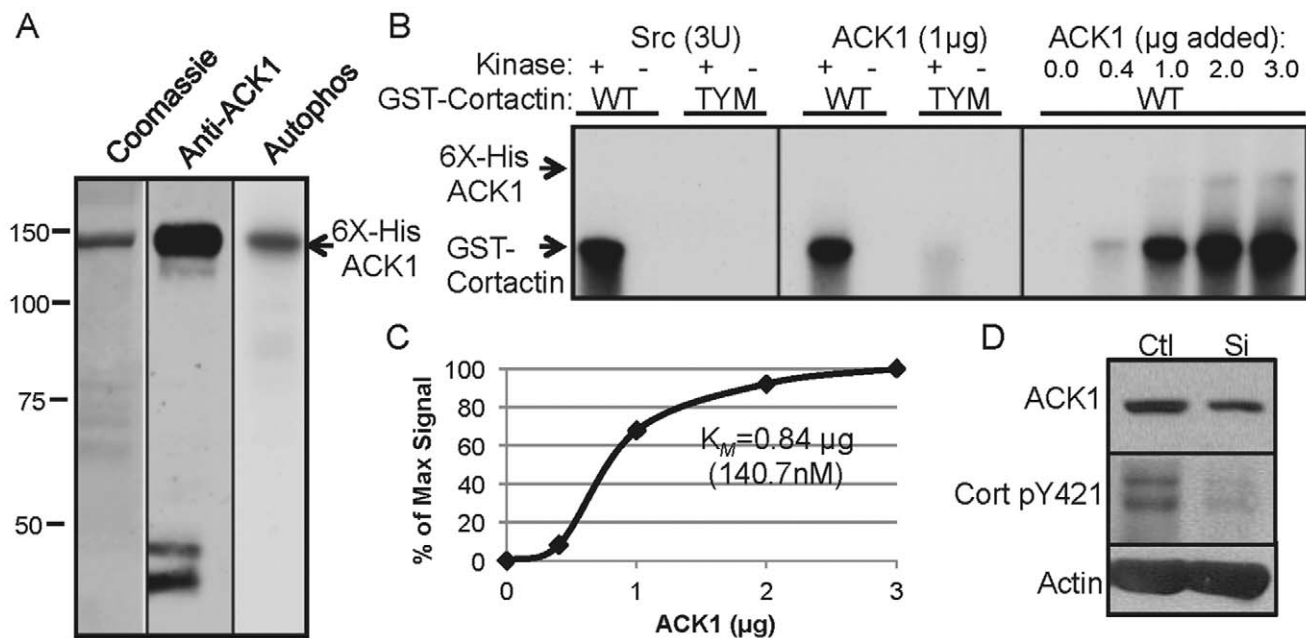 A
Coomassie
Anti-ACK1
Autophos
150
100
75
50
6X-His
ACK1
B
Src (3U)
ACK1 (1µg)
ACK1 (µg added):
Kinase: + - + - + - + - 0.0 0.4 1.0 2.0 3.0
GST-Cortactin: WT TYM WT TYM WT
6X-His
ACK1
GST-
Cortactin
C
% of Max Signal
100
80
60
40
20
0
K_M=0.84 µg
(140.7nM)
0 1 2 3
ACK1 (µg)
D
Ctl Si
ACK1
Cort pY421
Actin